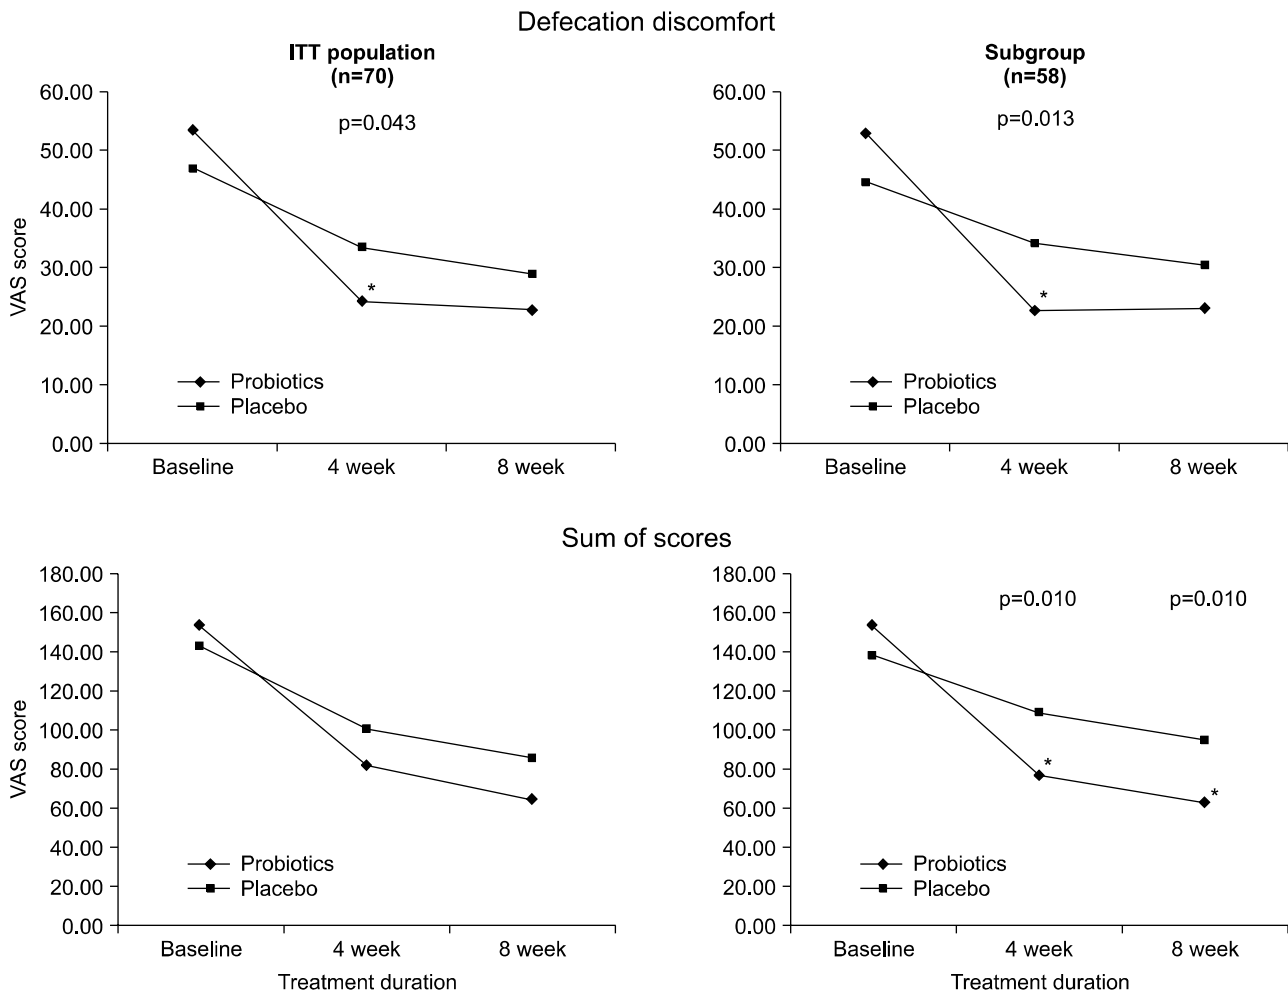 Defecation discomfort
ITT population
(n=70)
60.00
50.00
40.00
30.00
20.00
10.00
0.00
VAS score
p=0.043
*
Probiotics
Placebo
Baseline
4 week
8 week
Subgroup
(n=58)
60.00
50.00
40.00
30.00
20.00
10.00
0.00
p=0.013
*
Probiotics
Placebo
Baseline
4 week
8 week
Sum of scores
180.00
160.00
140.00
120.00
100.00
80.00
60.00
40.00
20.00
0.00
VAS score
Probiotics
Placebo
Baseline
4 week
8 week
Treatment duration
180.00
160.00
140.00
120.00
100.00
80.00
60.00
40.00
20.00
0.00
p=0.010
p=0.010
*
*
Probiotics
Placebo
Baseline
4 week
8 week
Treatment duration